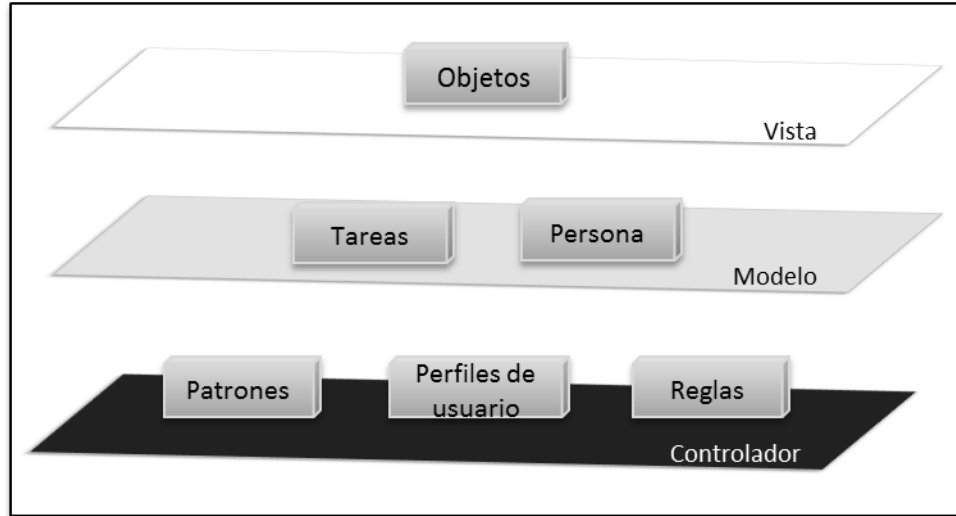 Objetos
Vista
Tareas
Persona
Modelo
Patrones
Perfiles de
usuario
Reglas
Controlador